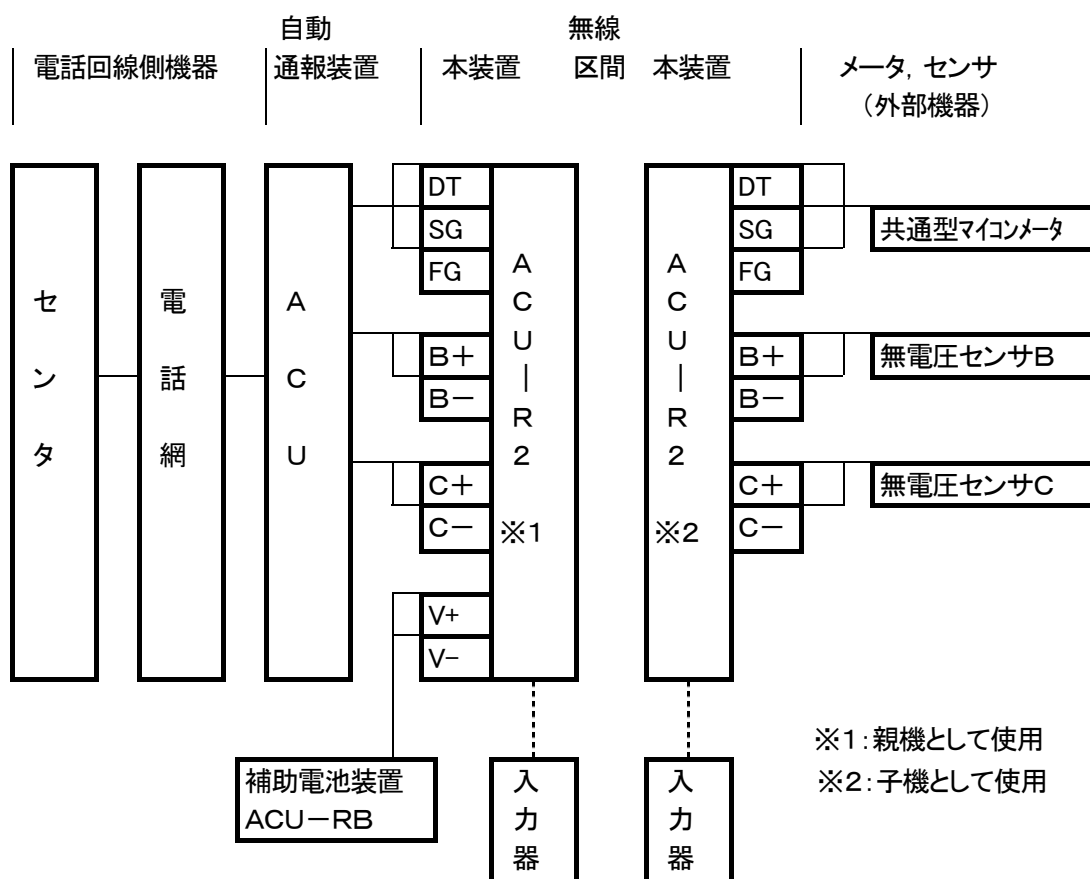 自動
通報装置
無線
区間
電話回線側機器
本装置
本装置
メータ, センサ
(外部機器)
センタ
電話網
ACU
DT
SG
FG
B+
B−
C+
C−
V+
V-
ACU−R2
※1
ACU−R2
※2
DT
SG
FG
B+
B−
C+
C−
共通型マイコンメータ
無電圧センサB
無電圧センサC
補助電池装置
ACU−RB
入力器
入力器
※1:親機として使用
※2:子機として使用